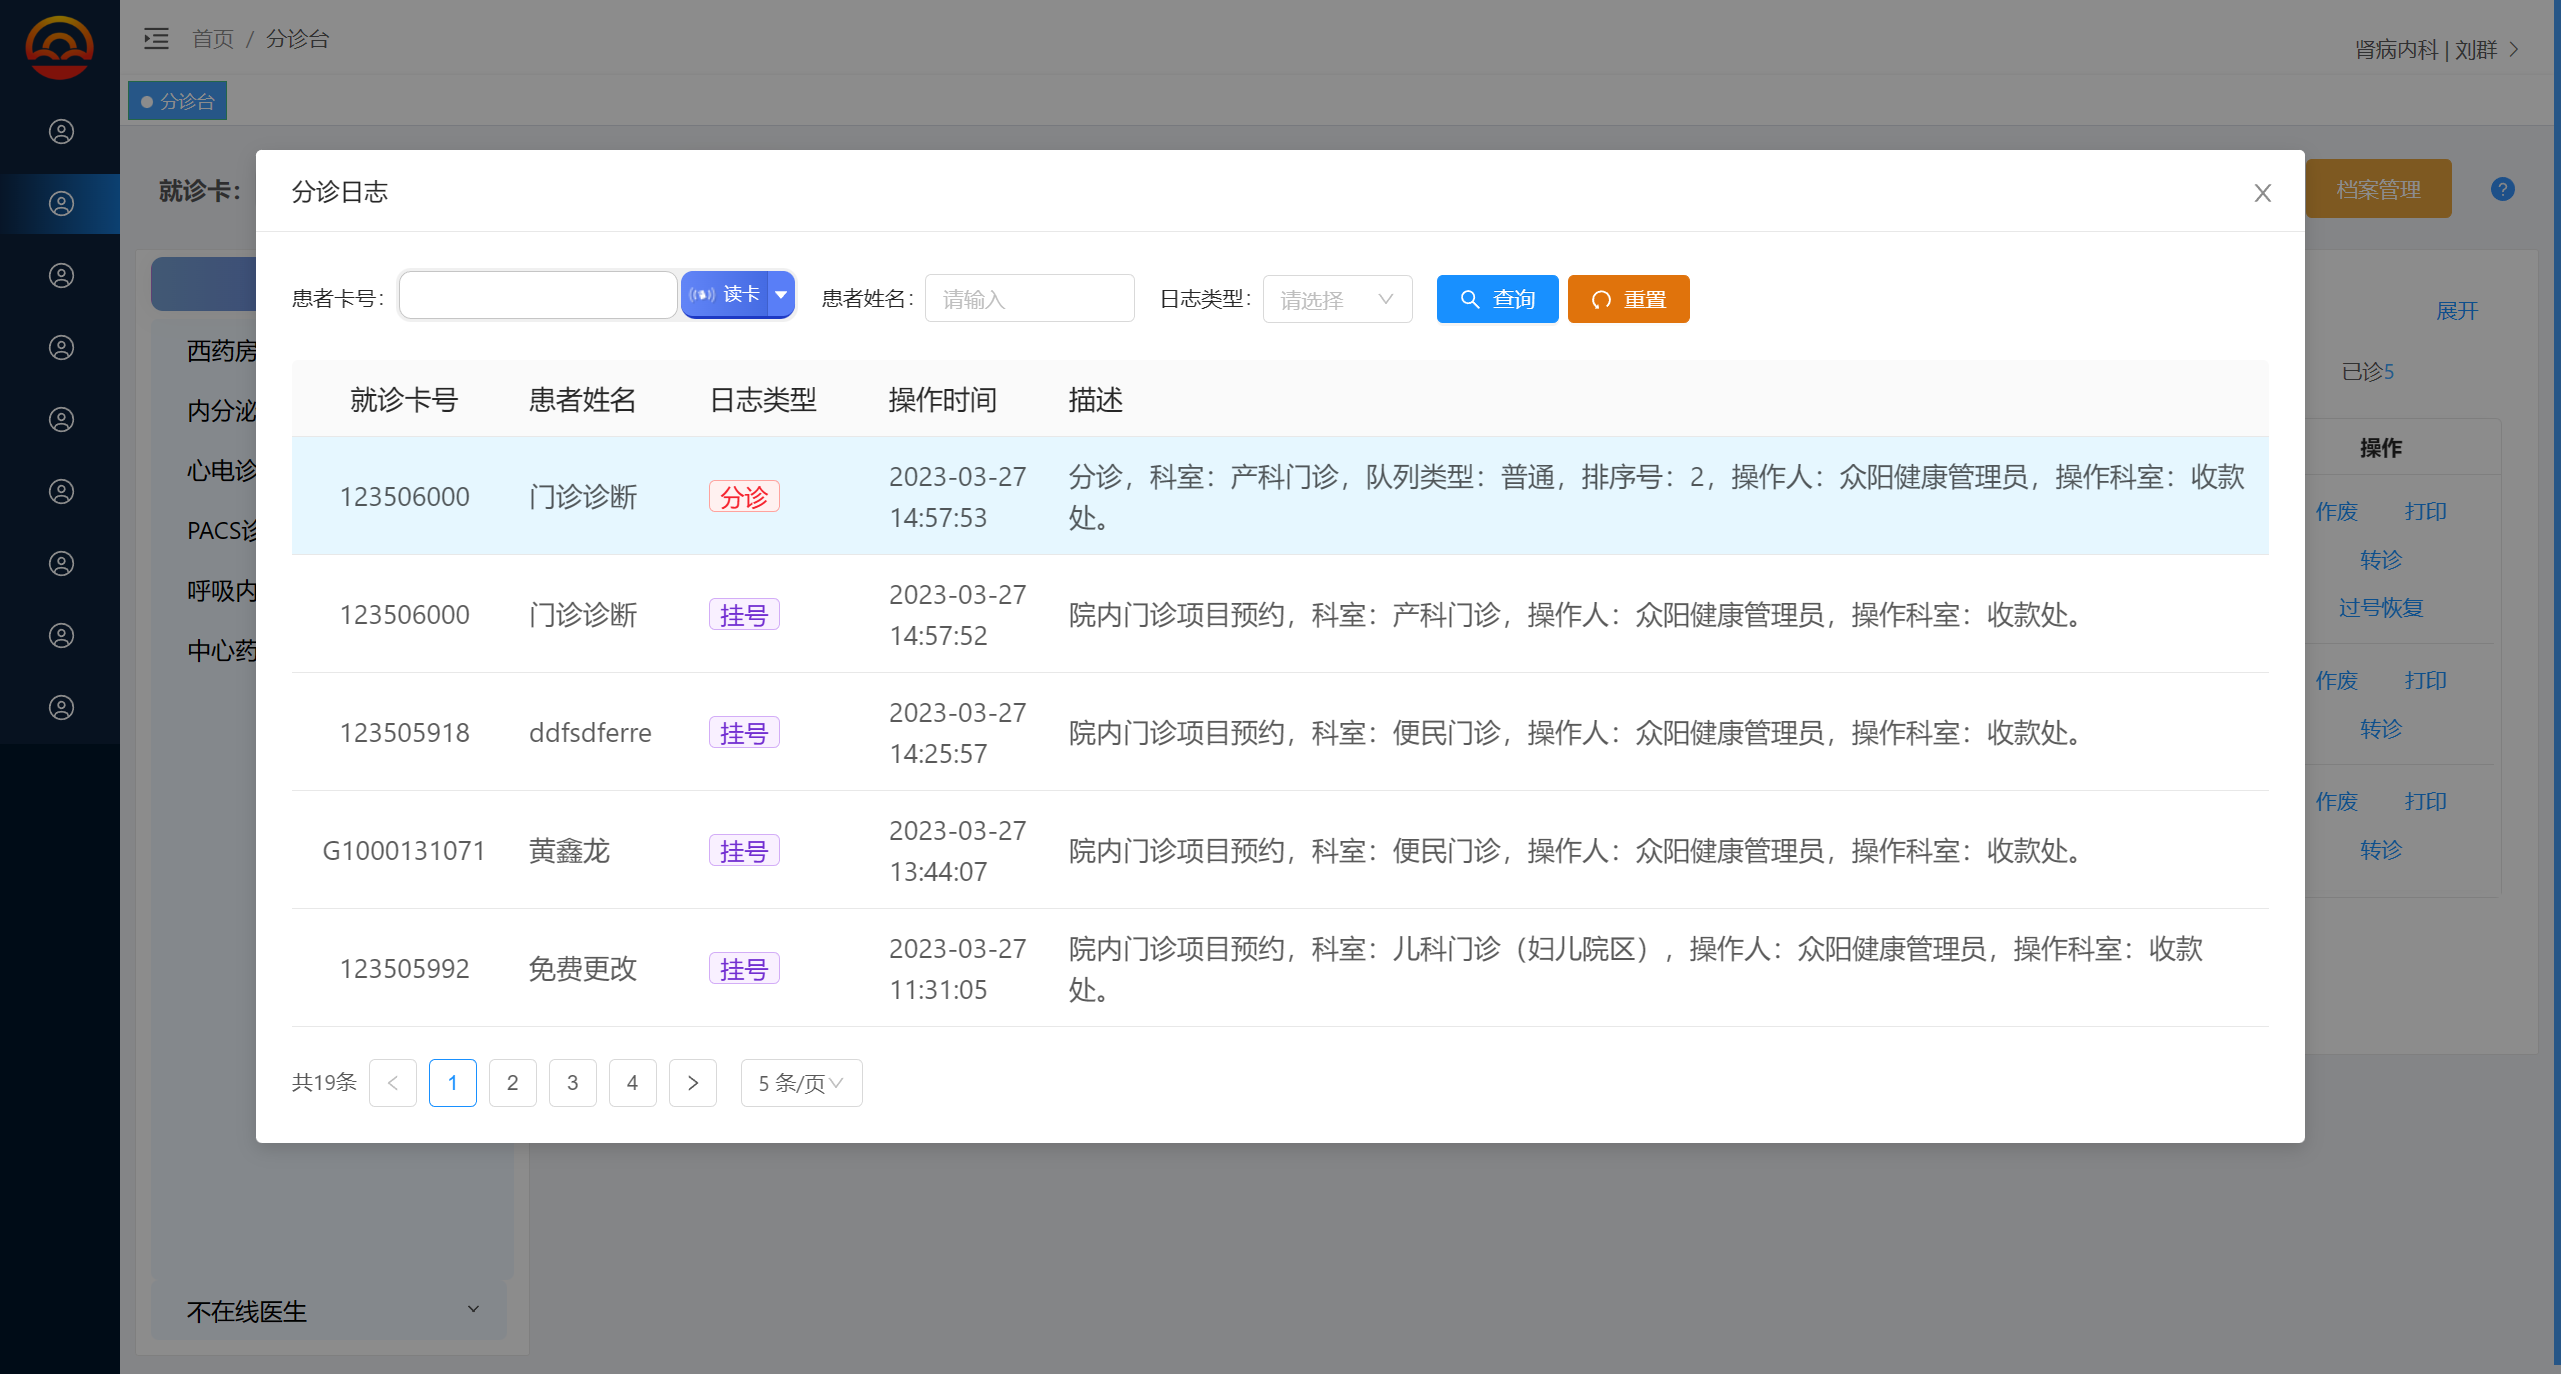 首页 / 分诊台
肾病内科 | 刘群
分诊台
就诊卡：
档案管理
?
分诊日志
患者卡号：
读卡
患者姓名：
请输入
日志类型：
请选择
查询
重置
展开
已诊5
就诊卡号 患者姓名 日志类型 操作时间 描述
123506000 门诊诊断 分诊 2023-03-27 14:57:53 分诊，科室：产科门诊，队列类型：普通，排序号：2，操作人：众阳健康管理员，操作科室：收款
处。
123506000 门诊诊断 挂号 2023-03-27 14:57:52 院内门诊项目预约，科室：产科门诊，操作人：众阳健康管理员，操作科室：收款处。
123505918 ddfsdferre 挂号 2023-03-27 14:25:57 院内门诊项目预约，科室：便民门诊，操作人：众阳健康管理员，操作科室：收款处。
G1000131071 黄鑫龙 挂号 2023-03-27 13:44:07 院内门诊项目预约，科室：便民门诊，操作人：众阳健康管理员，操作科室：收款处。
123505992 免费更改 挂号 2023-03-27 11:31:05 院内门诊项目预约，科室：儿科门诊（妇儿院区），操作人：众阳健康管理员，操作科室：收款
处。
共19条 < 1 2 3 4 > 5 条/页
西药房
内分泌
心电诊
PACS诊
呼吸内
中心药
不在线医生
操作
作废 打印
转诊
过号恢复
作废 打印
转诊
作废 打印
转诊